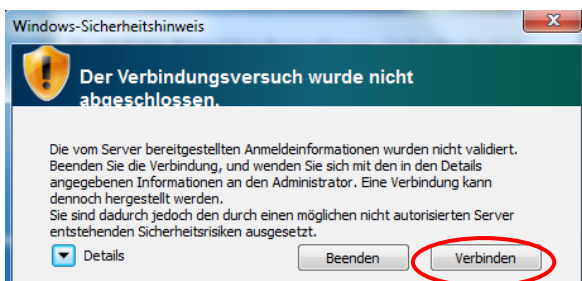 Windows-Sicherheitshinweis
Der Verbindungsversuch wurde nicht
abgeschlossen.
Die vom Server bereitgestellten Anmeldeinformationen wurden nicht validiert.
Beenden Sie die Verbindung, und wenden Sie sich mit den in den Details
angegebenen Informationen an den Administrator. Eine Verbindung kann
dennoch hergestellt werden.
Sie sind dadurch jedoch den durch einen möglichen nicht autorisierten Server
entstehenden Sicherheitsrisiken ausgesetzt.
Details Beenden Verbinden